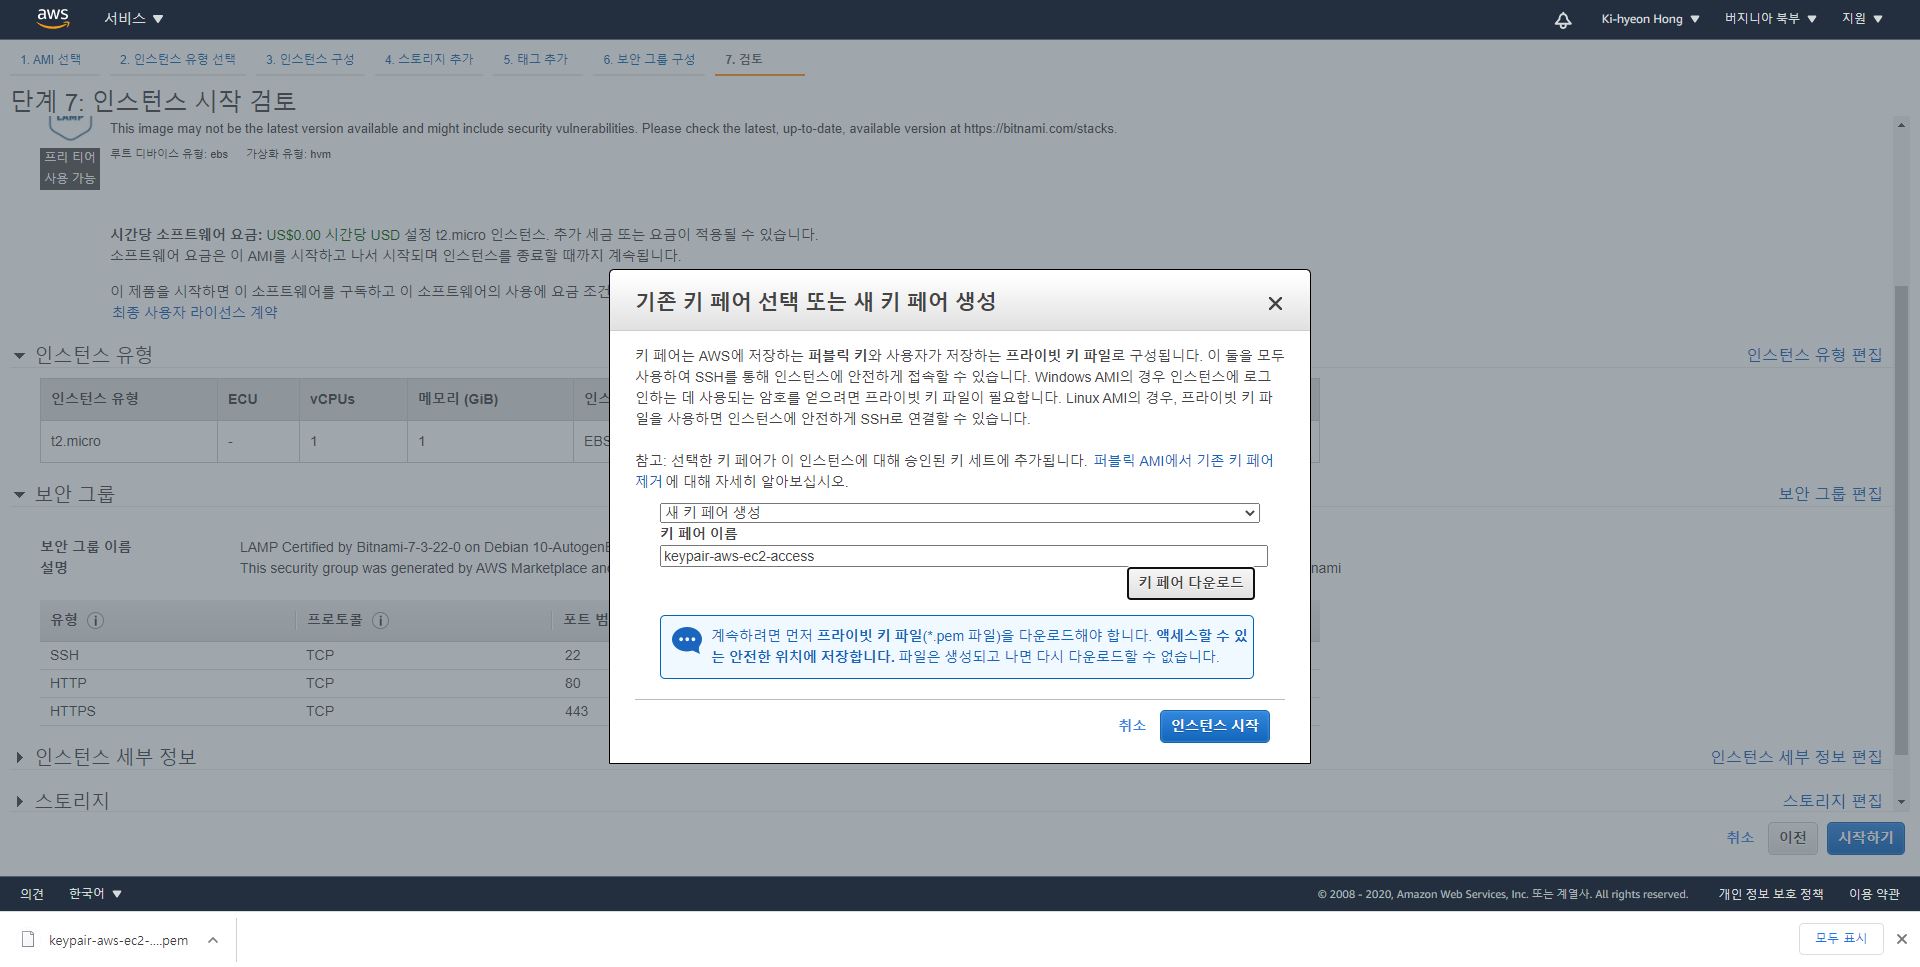 aws
서비스
Ki-hyeon Hong
버지니아 북부
지원
1. AMI 선택
2. 인스턴스 유형 선택
3. 인스턴스 구성
4. 스토리지 추가
5. 태그 추가
6. 보안 그룹 구성
7. 검토
단계 7: 인스턴스 시작 검토
LAMP
This image may not be the latest version available and might include security vulnerabilities. Please check the latest, up-to-date, available version at https://bitnami.com/stacks.
프리 티어
사용 가능
루트 디바이스 유형: ebs 가상화 유형: hvm
시간당 소프트웨어 요금: US$0.00 시간당 USD 설정 t2.micro 인스턴스. 추가 세금 또는 요금이 적용될 수 있습니다.
소프트웨어 요금은 이 AMI를 시작하고 나서 시작되며 인스턴스를 종료할 때까지 계속됩니다.
이 제품을 시작하면 이 소프트웨어를 구독하고 이 소프트웨어의 사용에 요금 조건
최종 사용자 라이선스 계약
인스턴스 유형
인스턴스 유형 편집
인스턴스 유형 ECU vCPUs 메모리 (GiB) 인스
t2.micro - 1 1 EBS
보안 그룹
보안 그룹 편집
보안 그룹 이름 LAMP Certified by Bitnami-7-3-22-0 on Debian 10-AutogenB
설명 This security group was generated by AWS Marketplace and
nami
유형 프로토콜 포트 범
SSH TCP 22
HTTP TCP 80
HTTPS TCP 443
인스턴스 세부 정보
인스턴스 세부 정보 편집
스토리지
스토리지 편집
기존 키 페어 선택 또는 새 키 페어 생성
키 페어는 AWS에 저장하는 퍼블릭 키와 사용자가 저장하는 프라이빗 키 파일로 구성됩니다. 이 둘을 모두
사용하여 SSH를 통해 인스턴스에 안전하게 접속할 수 있습니다. Windows AMI의 경우 인스턴스에 로그
인하는 데 사용되는 암호를 얻으려면 프라이빗 키 파일이 필요합니다. Linux AMI의 경우, 프라이빗 키 파
일을 사용하면 인스턴스에 안전하게 SSH로 연결할 수 있습니다.
참고: 선택한 키 페어가 이 인스턴스에 대해 승인된 키 세트에 추가됩니다. 퍼블릭 AMI에서 기존 키 페어
제거에 대해 자세히 알아보십시오.
새 키 페어 생성
키 페어 이름
keypair-aws-ec2-access
키 페어 다운로드
계속하려면 먼저 프라이빗 키 파일(*.pem 파일)을 다운로드해야 합니다. 액세스할 수 있
는 안전한 위치에 저장합니다. 파일은 생성되고 나면 다시 다운로드할 수 없습니다.
취소
인스턴스 시작
취소
이전
시작하기
의견
한국어
© 2008 - 2020, Amazon Web Services, Inc. 또는 계열사. All rights reserved.
개인 정보 보호 정책
이용 약관
keypair-aws-ec2-....pem
모두 표시